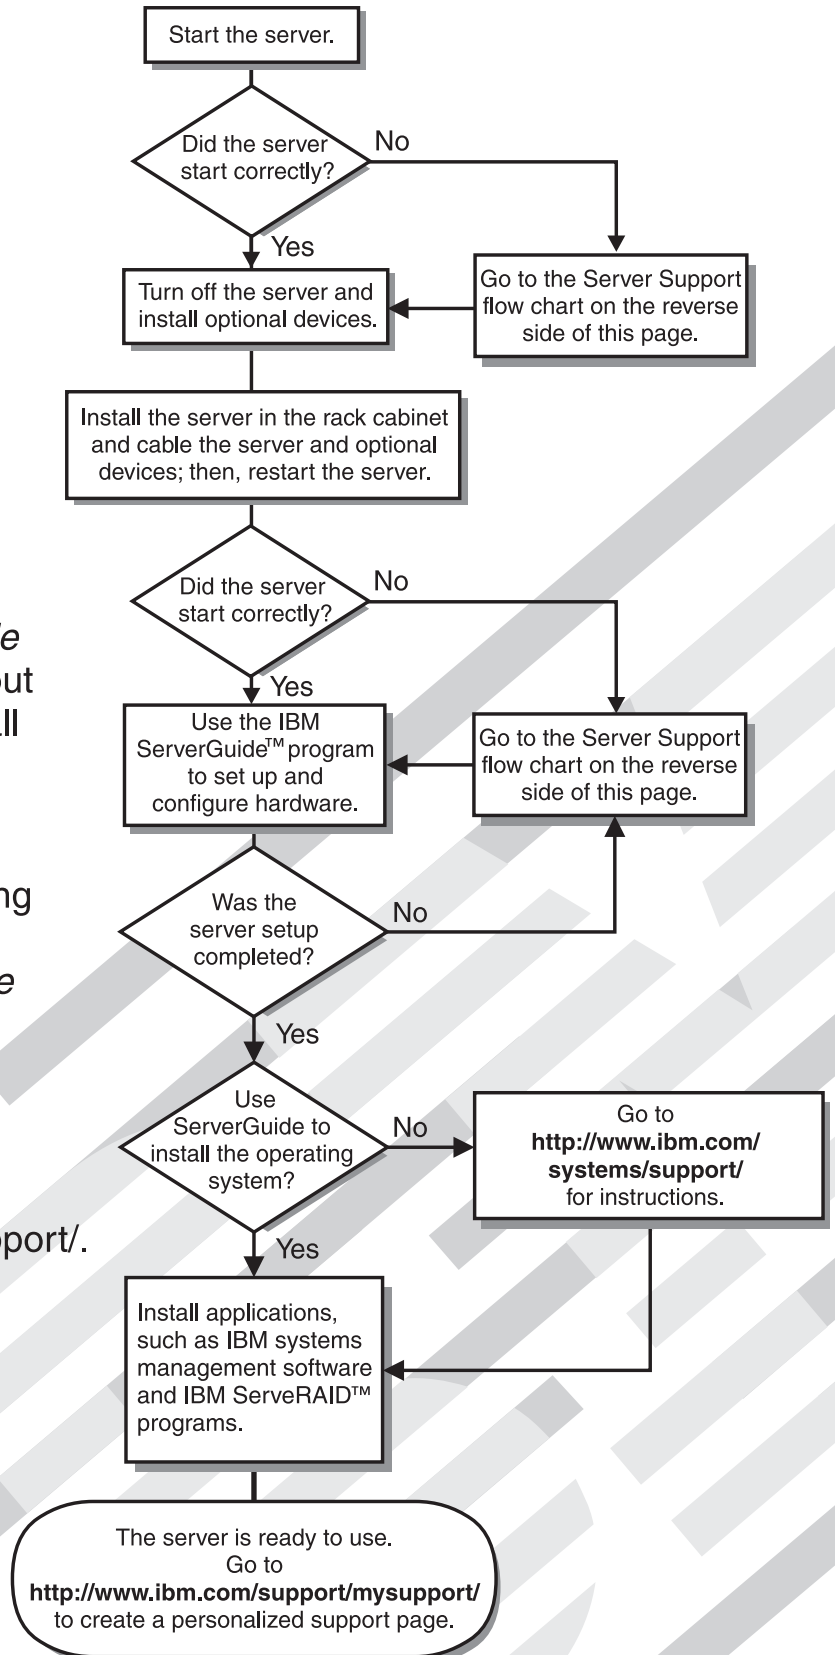 Start the server.
Did the server
start correctly?
No
Yes
Turn off the server and
install optional devices.
Go to the Server Support
flow chart on the reverse
side of this page.
Install the server in the rack cabinet
and cable the server and optional
devices; then, restart the server.
Did the server
start correctly?
No
Yes
Use the IBM
ServerGuide™ program
to set up and
configure hardware.
Go to the Server Support
flow chart on the reverse
side of this page.
Was the
server setup
completed?
No
Yes
Use
ServerGuide to
install the operating
system?
No
Go to
http://www.ibm.com/
systems/support/
for instructions.
Yes
Install applications,
such as IBM systems
management software
and IBM ServeRAID™
programs.
The server is ready to use.
Go to
http://www.ibm.com/support/mysupport/
to create a personalized support page.